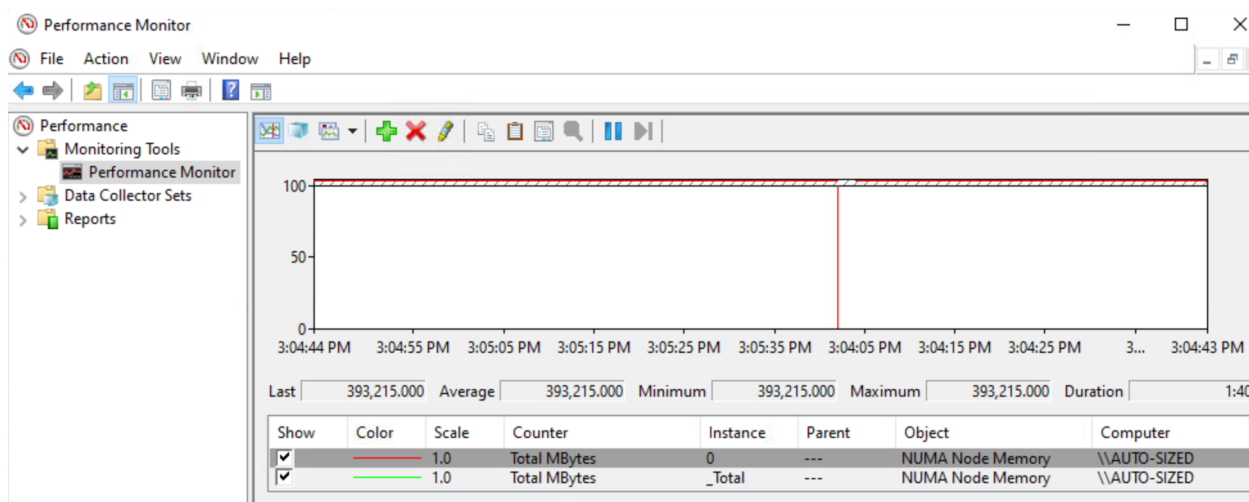 Performance Monitor
File Action View Window Help
Performance
Monitoring Tools
Performance Monitor
Data Collector Sets
Reports
100
50
0
3:04:44 PM 3:04:55 PM 3:05:05 PM 3:05:15 PM 3:05:25 PM 3:05:35 PM 3:04:05 PM 3:04:15 PM 3:04:25 PM 3... 3:04:43 PM
Last 393,215.000 Average 393,215.000 Minimum 393,215.000 Maximum 393,215.000 Duration 1:40
Show Color Scale Counter Instance Parent Object Computer
1.0 Total MBytes 0 --- NUMA Node Memory \\AUTO-SIZED
1.0 Total MBytes _Total --- NUMA Node Memory \\AUTO-SIZED